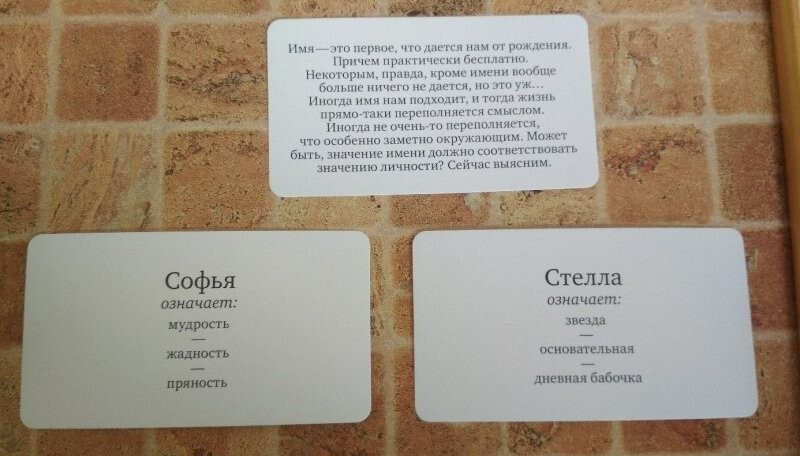 Имя—это первое, что дается нам от рождения.
Причем практически бесплатно.
Некоторым, правда, кроме имени вообще
больше ничего не дается, но это уж...
Иногда имя нам подходит, и тогда жизнь
прямо-таки переполняется смыслом.
Иногда не очень-то переполняется,
что особенно заметно окружающим. Может
быть, значение имени должно соответствовать
значению личности? Сейчас выясним.
Софья
означает:
мудрость
—
жадность
—
пряность
Стелла
означает:
звезда
—
основательная
—
дневная бабочка